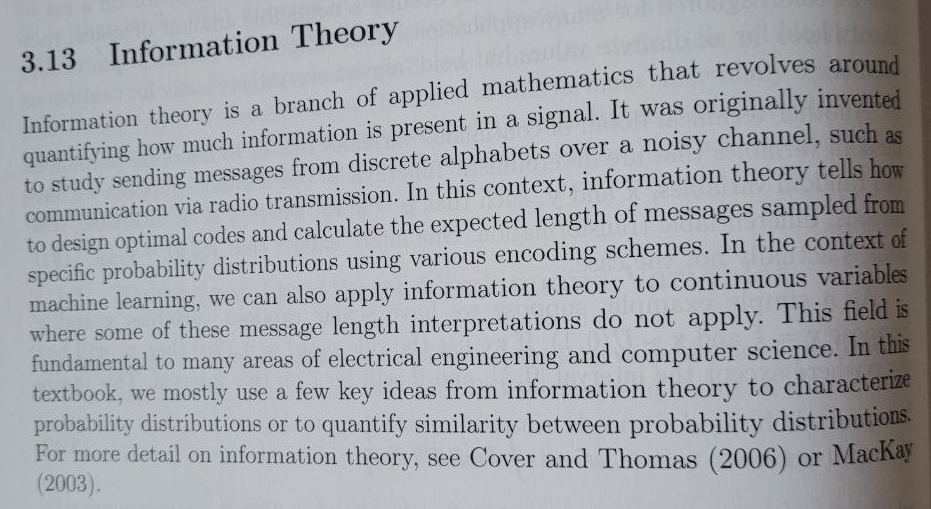 3.13 Information Theory
Information theory is a branch of applied mathematics that revolves around
quantifying how much information is present in a signal. It was originally invented
to study sending messages from discrete alphabets over a noisy channel, such as
communication via radio transmission. In this context, information theory tells how
to design optimal codes and calculate the expected length of messages sampled from
specific probability distributions using various encoding schemes. In the context of
machine learning, we can also apply information theory to continuous variables
where some of these message length interpretations do not apply. This field is
fundamental to many areas of electrical engineering and computer science. In this
textbook, we mostly use a few key ideas from information theory to characterize
probability distributions or to quantify similarity between probability distributions.
For more detail on information theory, see Cover and Thomas (2006) or MacKay
(2003).